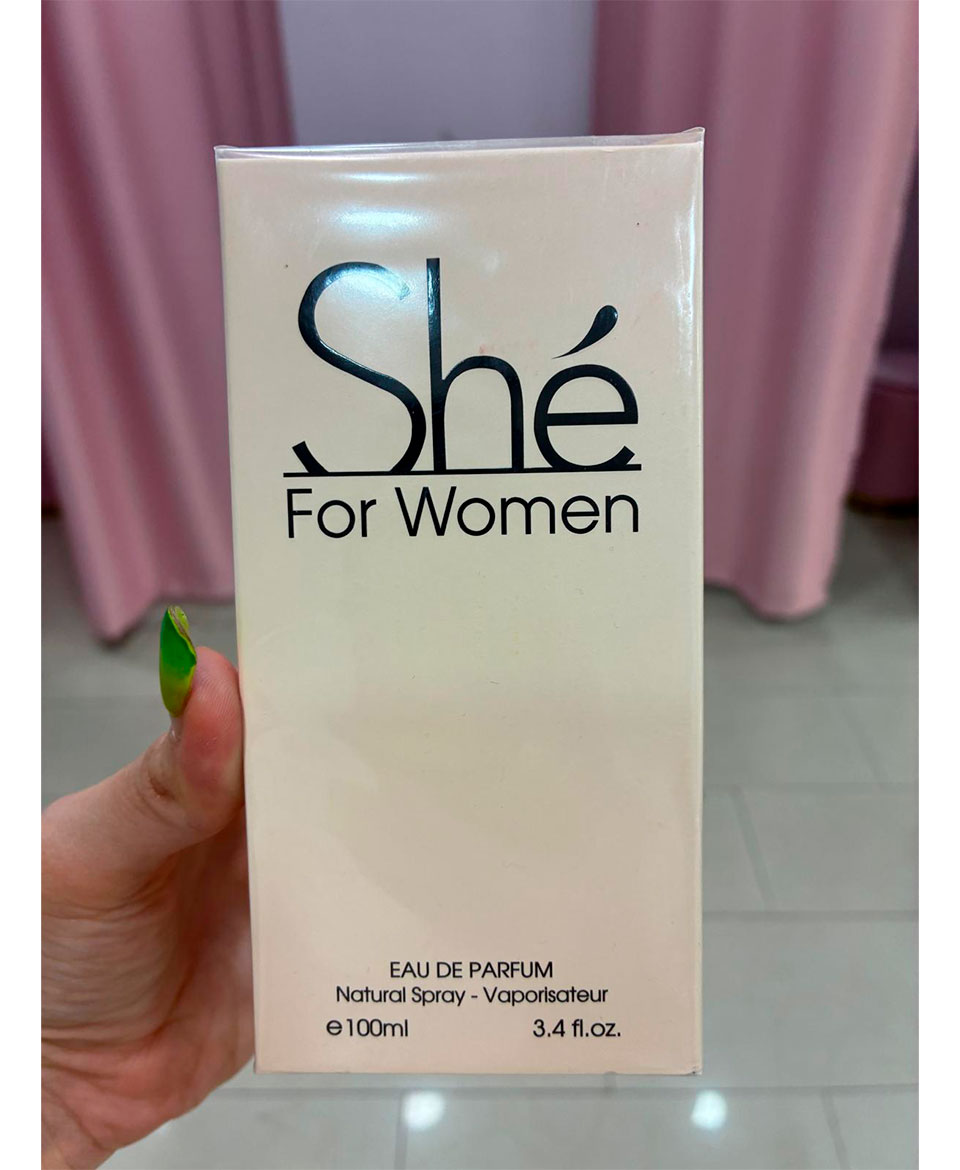 Shé
For Women
EAU DE PARFUM
Natural Spray - Vaporisateur
℮100ml 3.4 fl.oz.